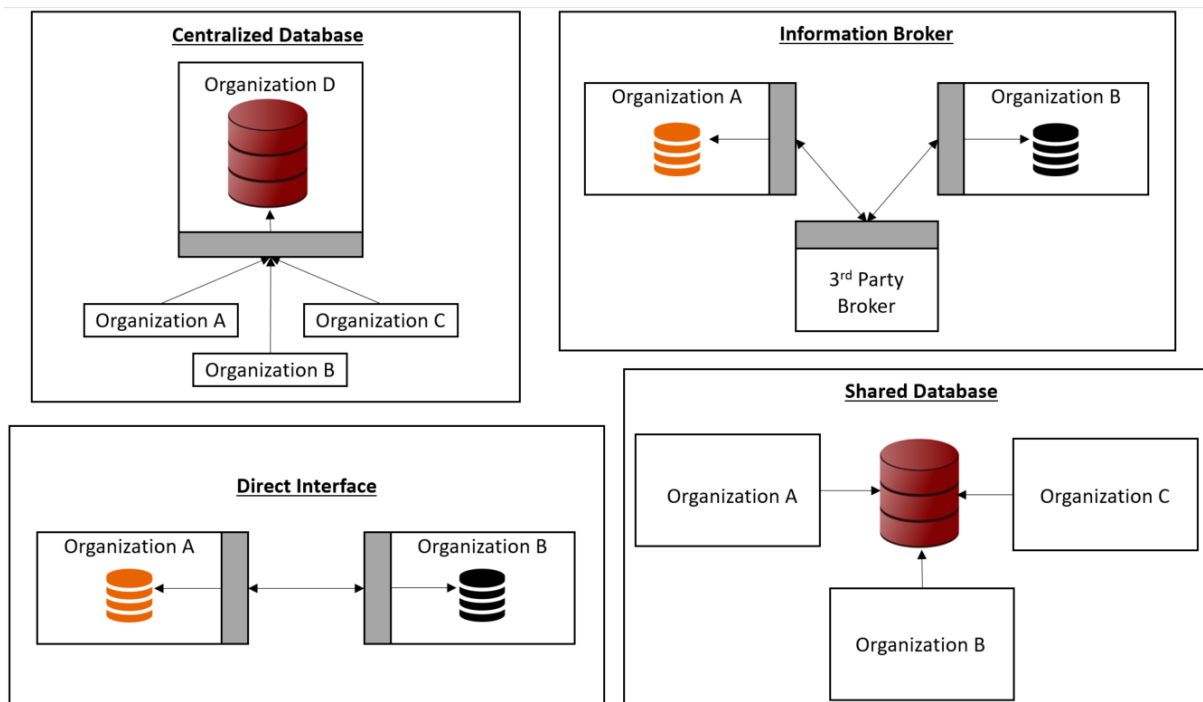 Centralized Database
Organization D
Organization A
Organization C
Organization B
Information Broker
Organization A
Organization B
3rd Party
Broker
Direct Interface
Organization A
Organization B
Shared Database
Organization A
Organization C
Organization B